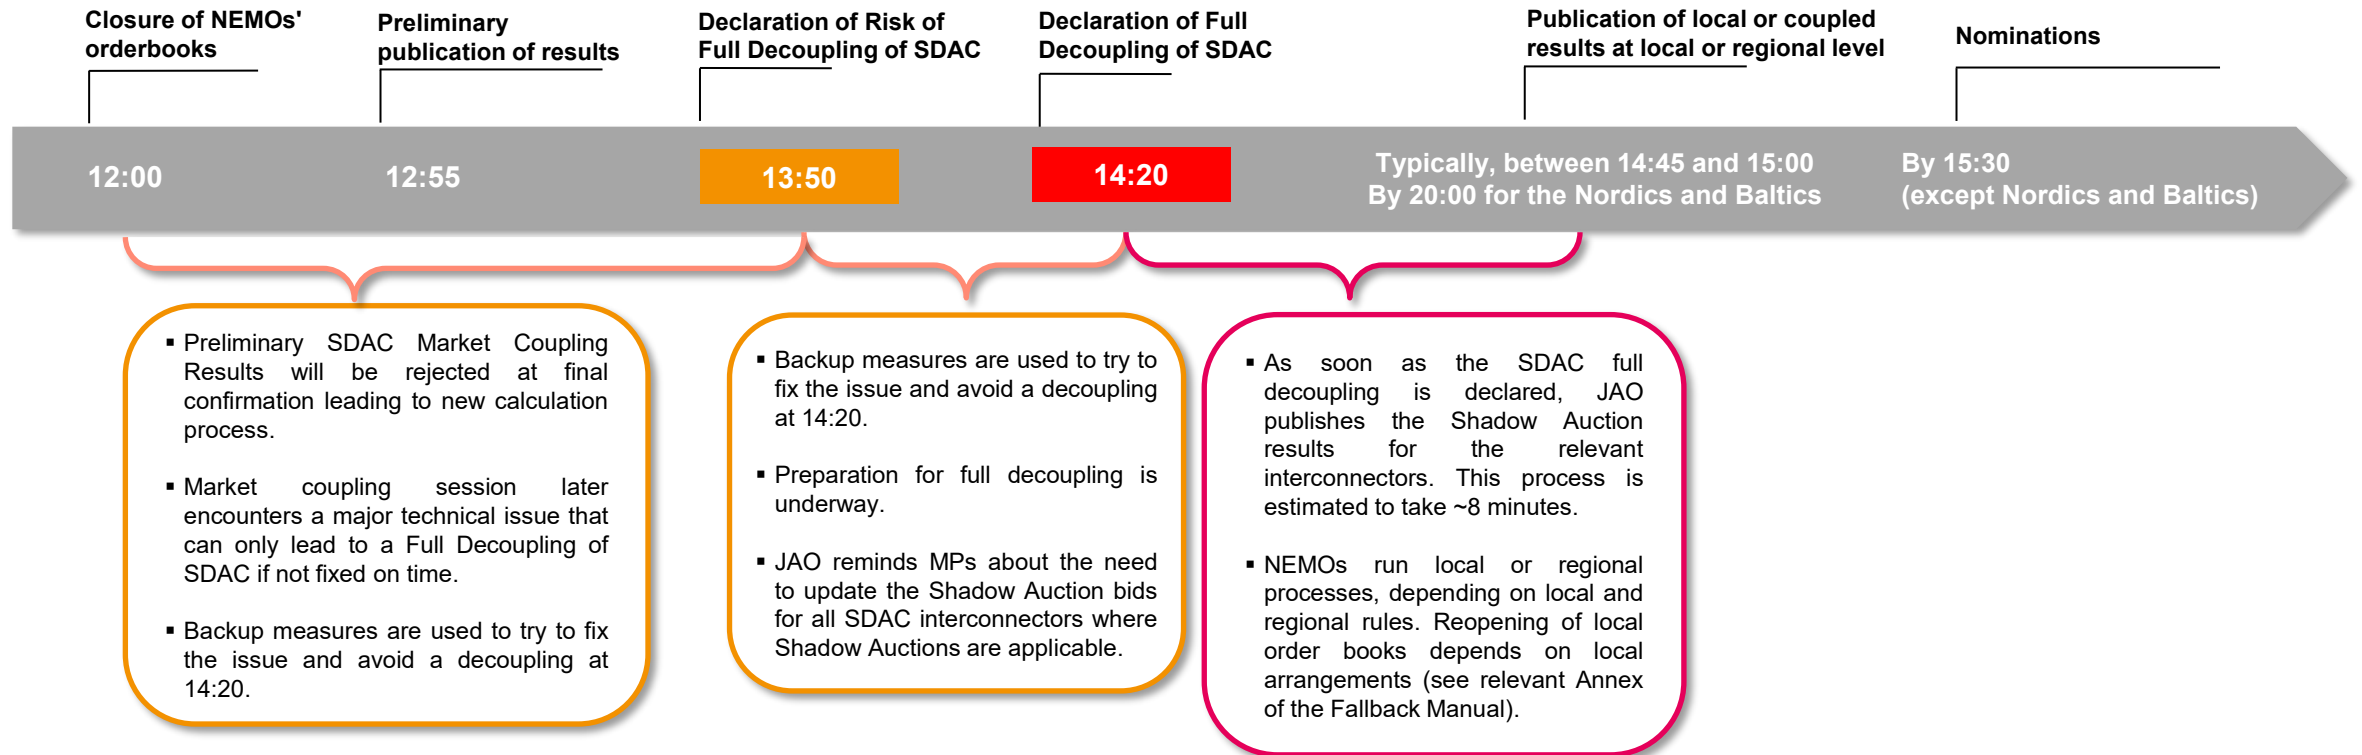 Closure of NEMOs'
orderbooks
Preliminary
publication of results
Declaration of Risk of
Full Decoupling of SDAC
Declaration of Full
Decoupling of SDAC
Publication of local or coupled
results at local or regional level
Nominations
12:00
12:55
13:50
14:20
Typically, between 14:45 and 15:00
By 20:00 for the Nordics and Baltics
By 15:30
(except Nordics and Baltics)
▪ Preliminary SDAC Market Coupling
Results will be rejected at final
confirmation leading to new calculation
process.
▪ Market coupling session later
encounters a major technical issue that
can only lead to a Full Decoupling of
SDAC if not fixed on time.
▪ Backup measures are used to try to fix
the issue and avoid a decoupling at
14:20.
▪ Backup measures are used to try to
fix the issue and avoid a decoupling
at 14:20.
▪ Preparation for full decoupling is
underway.
▪ JAO reminds MPs about the need
to update the Shadow Auction bids
for all SDAC interconnectors where
Shadow Auctions are applicable.
▪ As soon as the SDAC full
decoupling is declared, JAO
publishes the Shadow Auction
results for the relevant
interconnectors. This process is
estimated to take ~8 minutes.
▪ NEMOs run local or regional
processes, depending on local and
regional rules. Reopening of local
order books depends on local
arrangements (see relevant Annex
of the Fallback Manual).